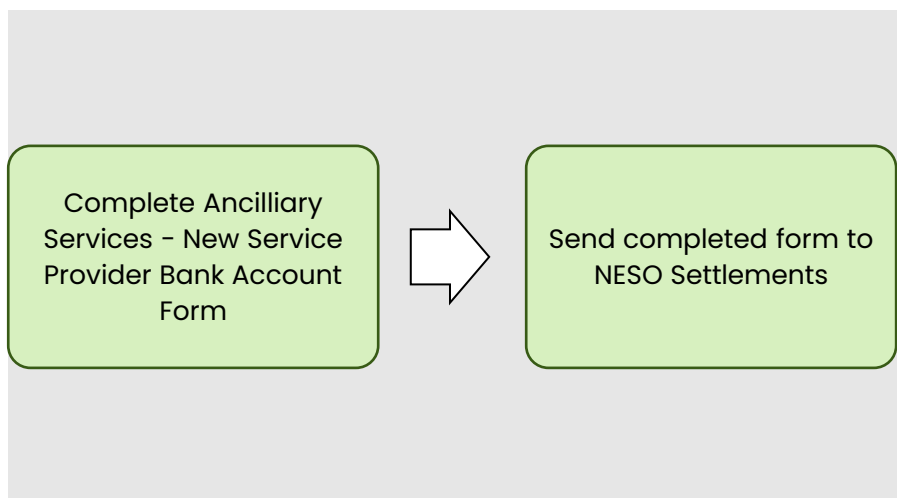 Complete Ancilliary
Services - New Service
Provider Bank Account
Form
Send completed form to
NESO Settlements